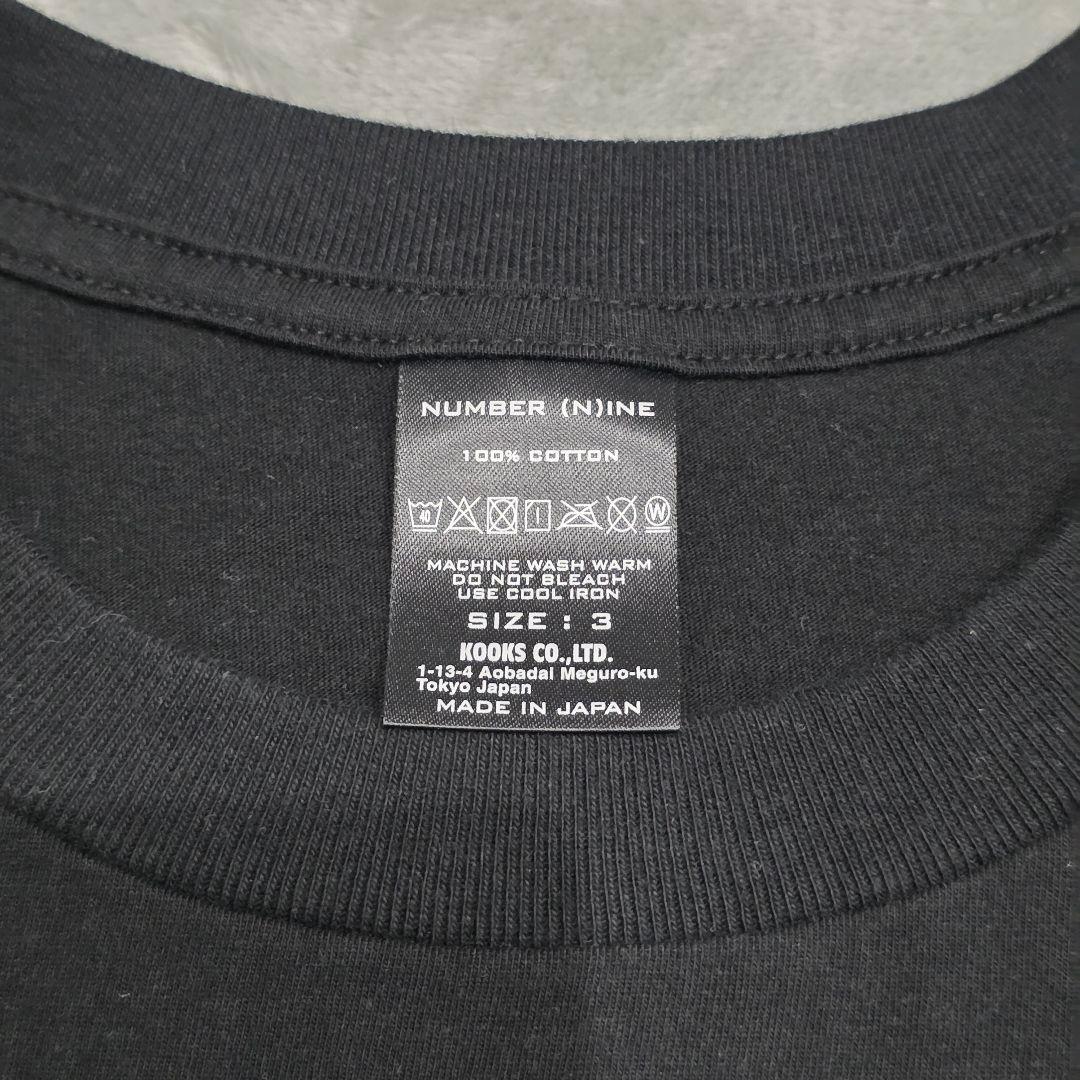 NUMBER (N)INE
100% COTTON
40 W
MACHINE WASH WARM
DO NOT BLEACH
USE COOL IRON
SIZE : 3
KOOKS CO.,LTD.
1-13-4 Aobadai Meguro-ku
Tokyo Japan
MADE IN JAPAN